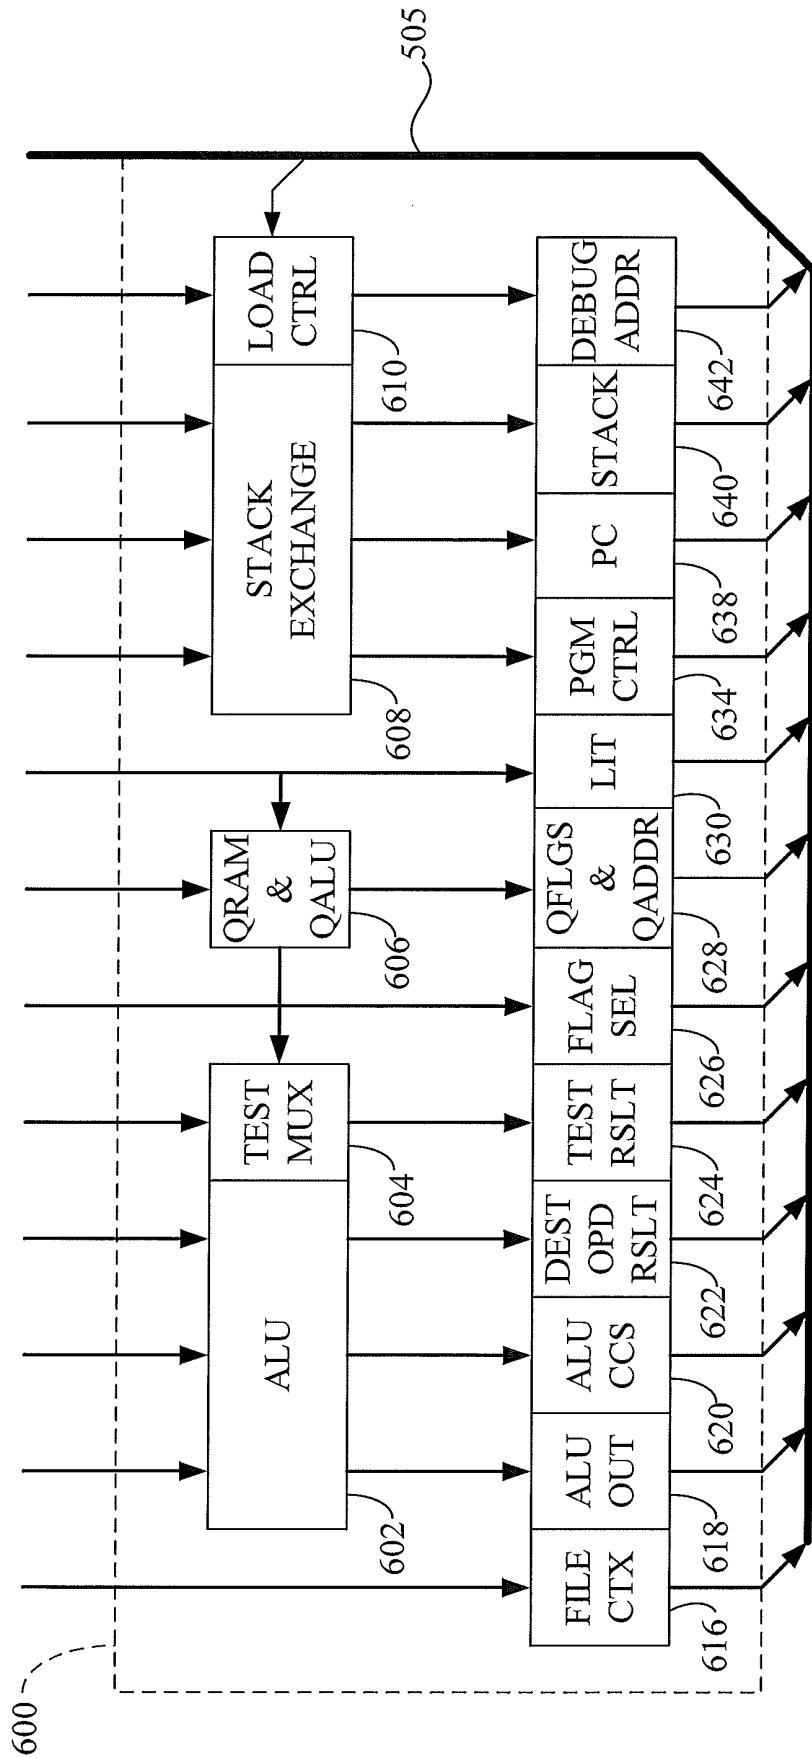 600
505
ALU
602
TEST
MUX
604
QRAM
&
QALU
606
STACK
EXCHANGE
608
LOAD
CTRL
610
FILE
CTX
616
ALU
OUT
618
ALU
CCS
620
DEST
OPD
RSLT
622
TEST
RSLT
624
FLAG
SEL
626
QFLGS
&
QADDR
628
LIT
630
PGM
CTRL
634
PC
638
STACK
640
DEBUG
ADDR
642